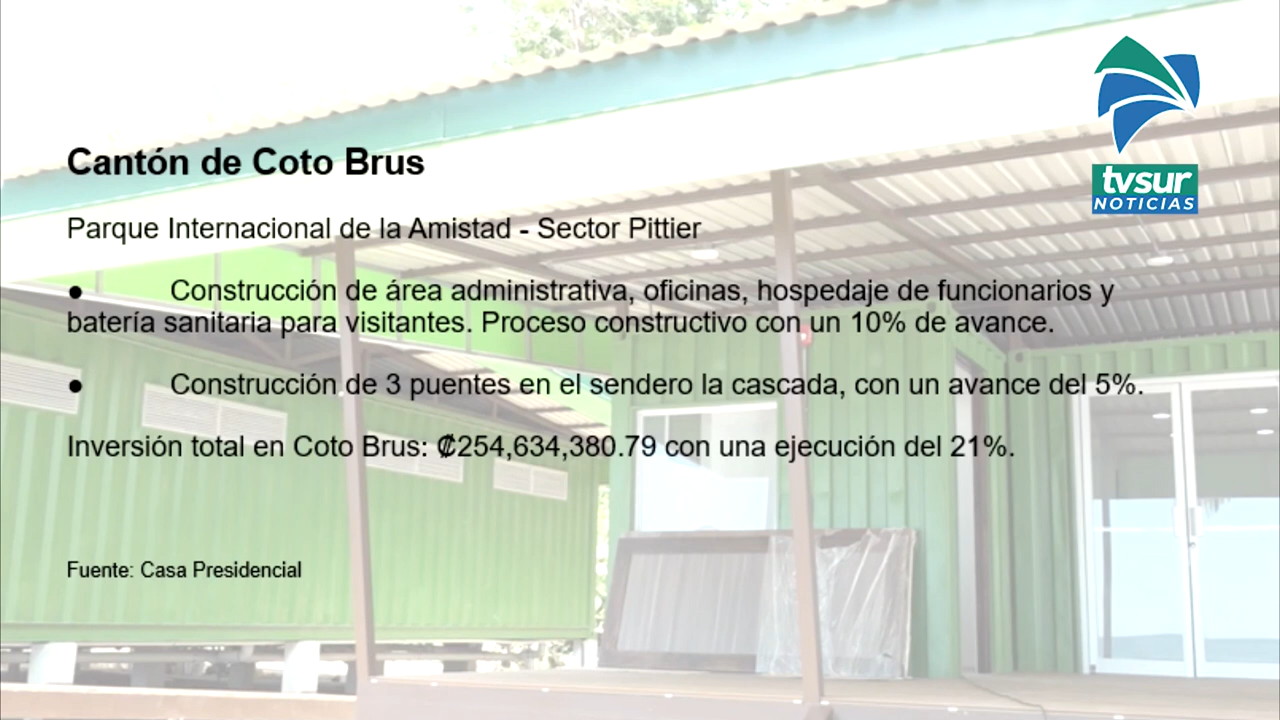 tvsur
NOTICIAS
Cantón de Coto Brus
Parque Internacional de la Amistad - Sector Pittier
● Construcción de área administrativa, oficinas, hospedaje de funcionarios y
batería sanitaria para visitantes. Proceso constructivo con un 10% de avance.
● Construcción de 3 puentes en el sendero la cascada, con un avance del 5%.
Inversión total en Coto Brus: ₡254,634,380.79 con una ejecución del 21%.
Fuente: Casa Presidencial